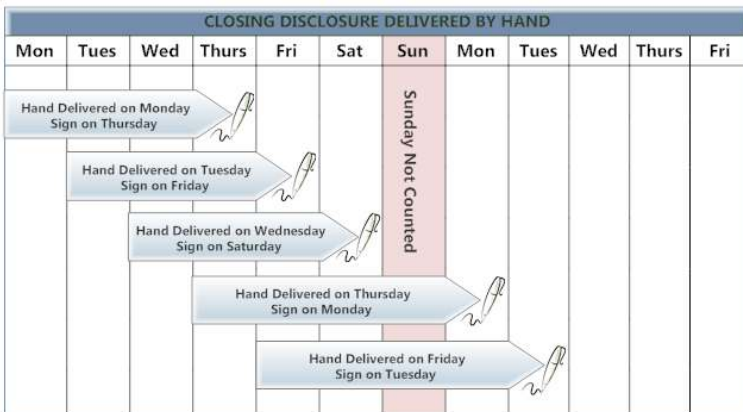 CLOSING DISCLOSURE DELIVERED BY HAND
Mon Tues Wed Thurs Fri Sat Sun Mon Tues Wed Thurs Fri
Hand Delivered on Monday
Sign on Thursday
Hand Delivered on Tuesday
Sign on Friday
Hand Delivered on Wednesday
Sign on Saturday
Sunday Not Counted
Hand Delivered on Thursday
Sign on Monday
Hand Delivered on Friday
Sign on Tuesday